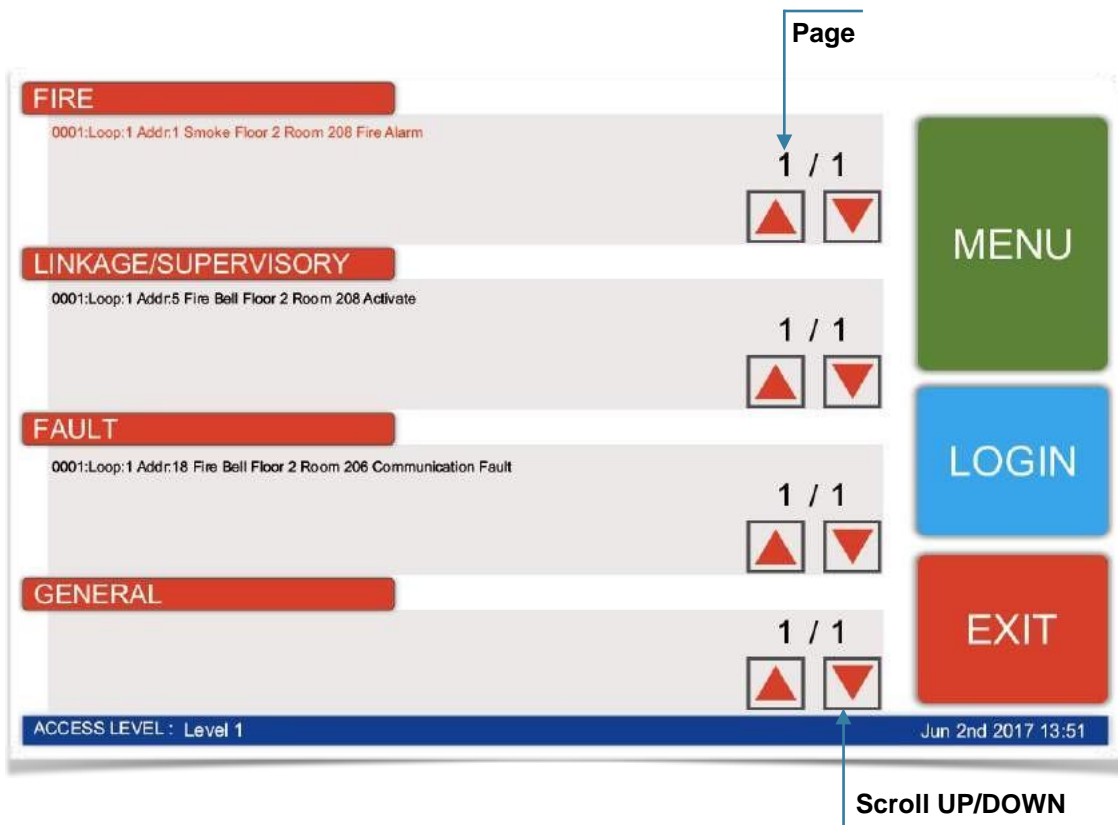 Page
FIRE
0001:Loop:1 Addr:1 Smoke Floor 2 Room 208 Fire Alarm
1 / 1
MENU
LINKAGE/SUPERVISORY
0001:Loop:1 Addr:5 Fire Bell Floor 2 Room 208 Activate
1 / 1
FAULT
0001:Loop:1 Addr:18 Fire Bell Floor 2 Room 206 Communication Fault
LOGIN
1 / 1
GENERAL
1 / 1
EXIT
ACCESS LEVEL : Level 1
Jun 2nd 2017 13:51
Scroll UP/DOWN